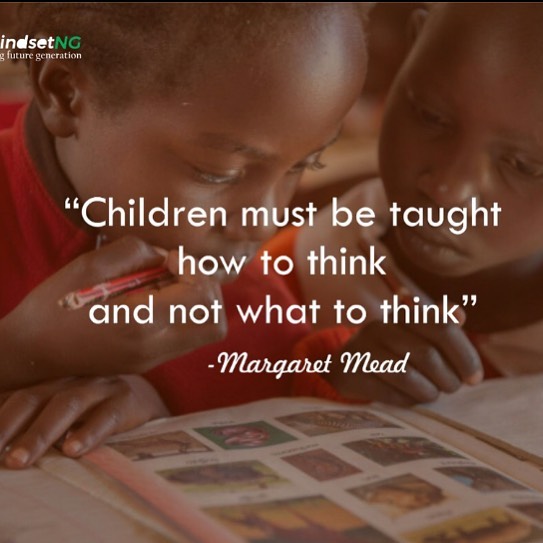 indsetNG
g future generation
“Children must be taught
how to think
and not what to think”
-Margaret Mead